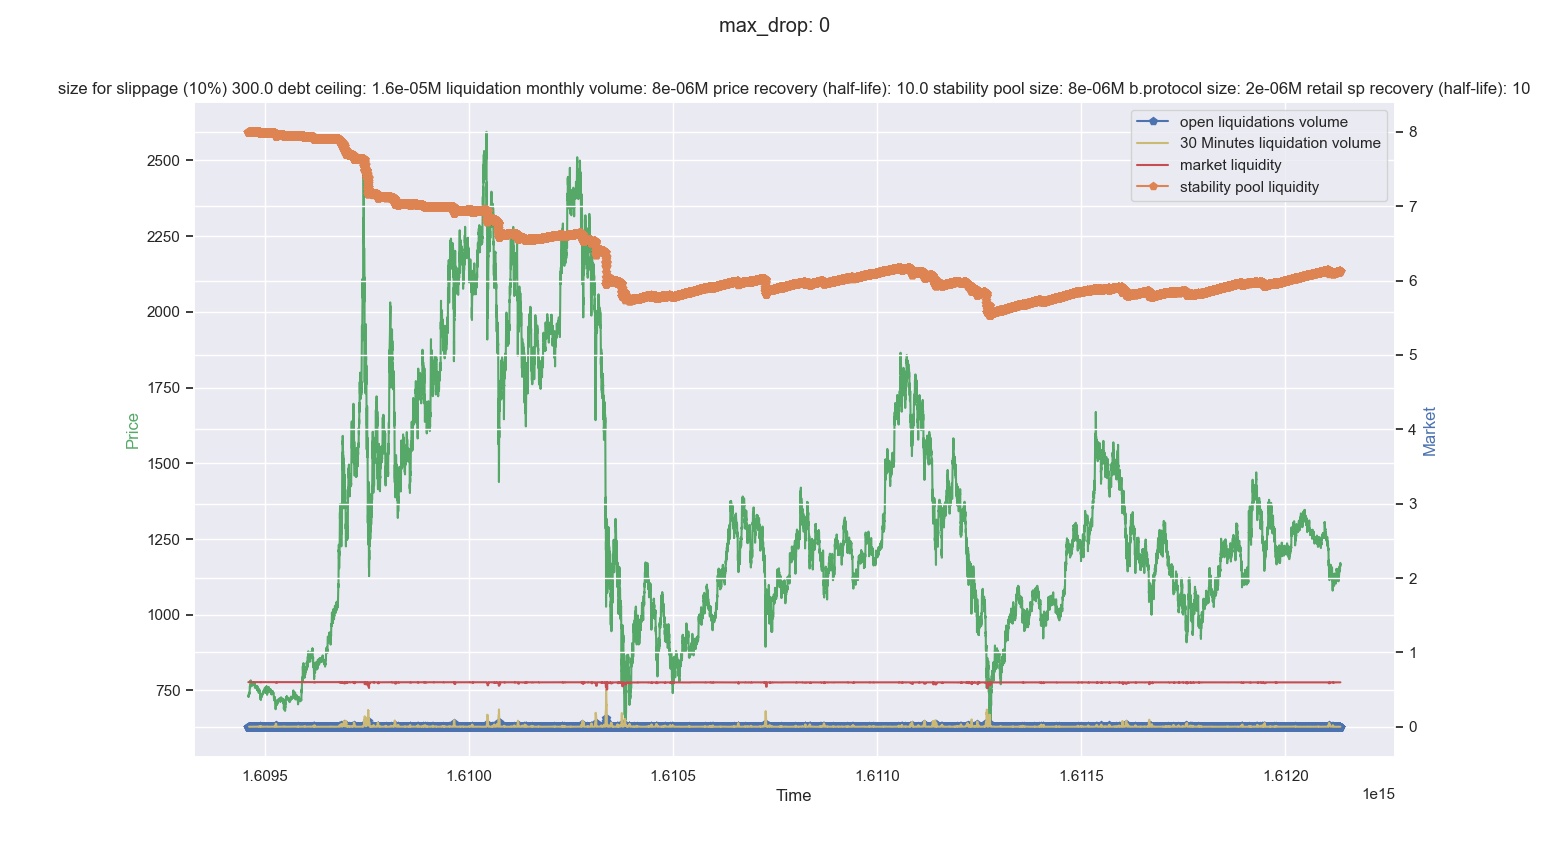 max_drop: 0
size for slippage (10%) 300.0 debt ceiling: 1.6e-05M liquidation monthly volume: 8e-06M price recovery (half-life): 10.0 stability pool size: 8e-06M b.protocol size: 2e-06M retail sp recovery (half-life): 10
open liquidations volume
30 Minutes liquidation volume
market liquidity
stability pool liquidity
2500
2250
2000
1750
1500
1250
1000
750
Price
8
7
6
5
4
3
2
1
0
Market
1.6095 1.6100 1.6105 1.6110 1.6115 1.6120
1e15
Time